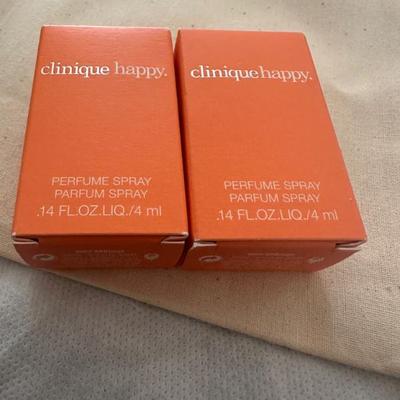 clinique happy.
PERFUME SPRAY
PARFUM SPRAY
.14 FL.OZ.LIQ./4 ml
clinique happy.
PERFUME SPRAY
PARFUM SPRAY
.14 FL.OZ.LIQ./4 ml